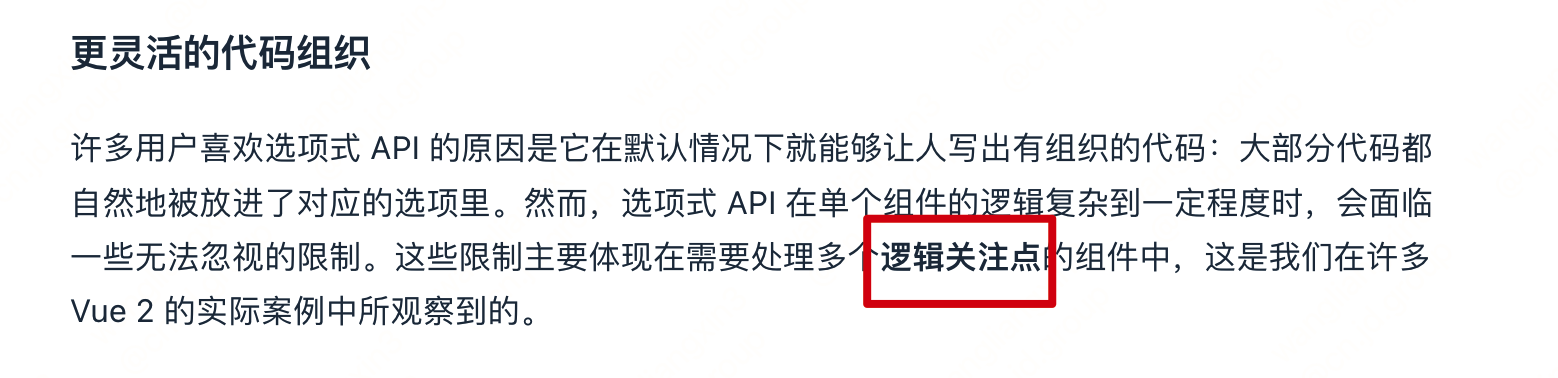 更灵活的代码组织
许多用户喜欢选项式 API 的原因是它在默认情况下就能够让人写出有组织的代码：大部分代码都
自然地被放进了对应的选项里。然而，选项式 API 在单个组件的逻辑复杂到一定程度时，会面临
一些无法忽视的限制。这些限制主要体现在需要处理多个逻辑关注点的组件中，这是我们在许多
Vue 2 的实际案例中所观察到的。